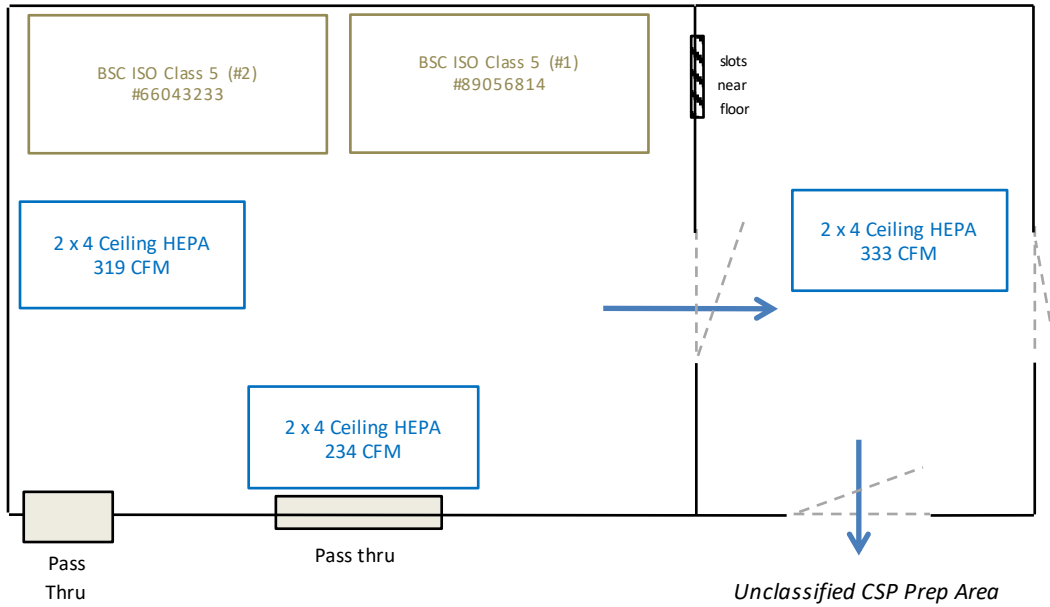 BSC ISO Class 5 (#2)
#66043233
BSC ISO Class 5 (#1)
#89056814
slots
near
floor
2 x 4 Ceiling HEPA
319 CFM
2 x 4 Ceiling HEPA
333 CFM
2 x 4 Ceiling HEPA
234 CFM
Pass
Thru
Pass thru
Unclassified CSP Prep Area